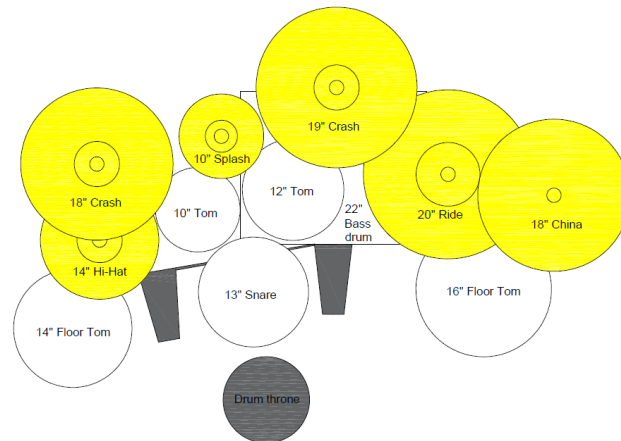 19" Crash
10" Splash
18" Crash
12" Tom
10" Tom
22"
Bass
drum
20" Ride
18" China
14" Hi-Hat
13" Snare
16" Floor Tom
14" Floor Tom
Drum throne